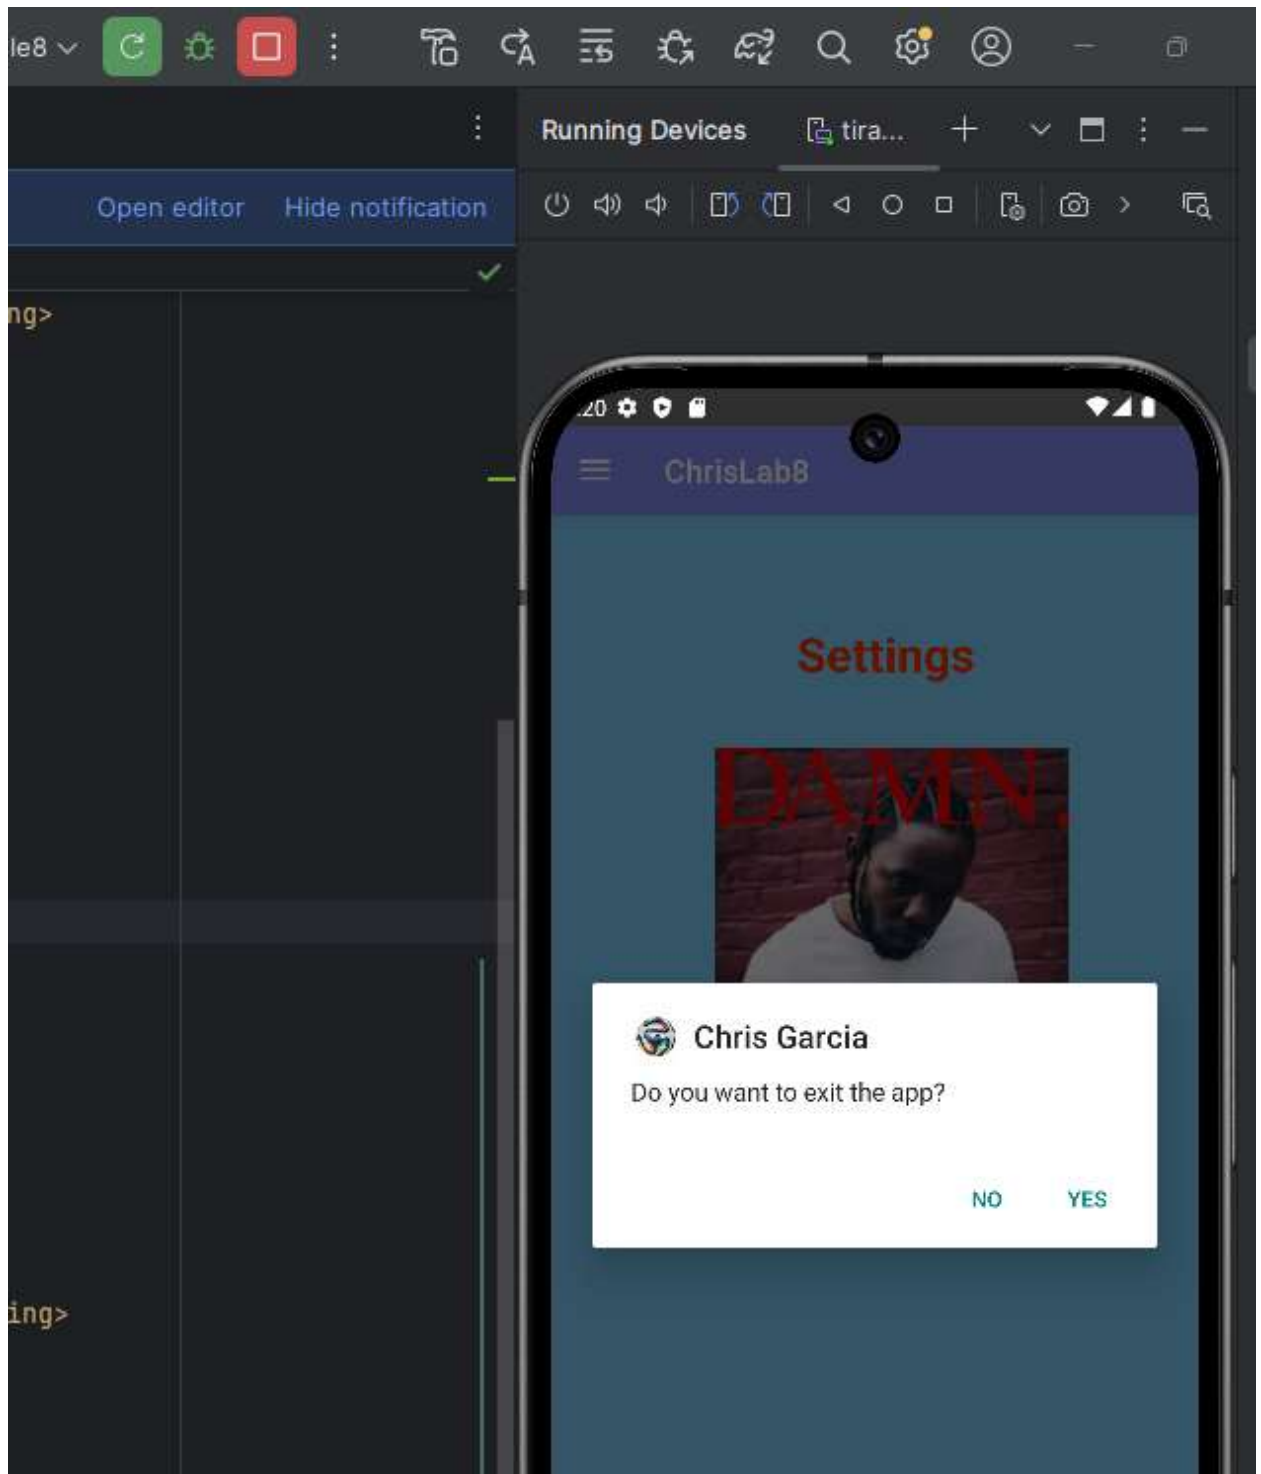 le8
Running Devices tira...
Open editor Hide notification
ng>
:20
ChrisLab8
Settings
DAMN.
Chris Garcia
Do you want to exit the app?
NO YES
ing>